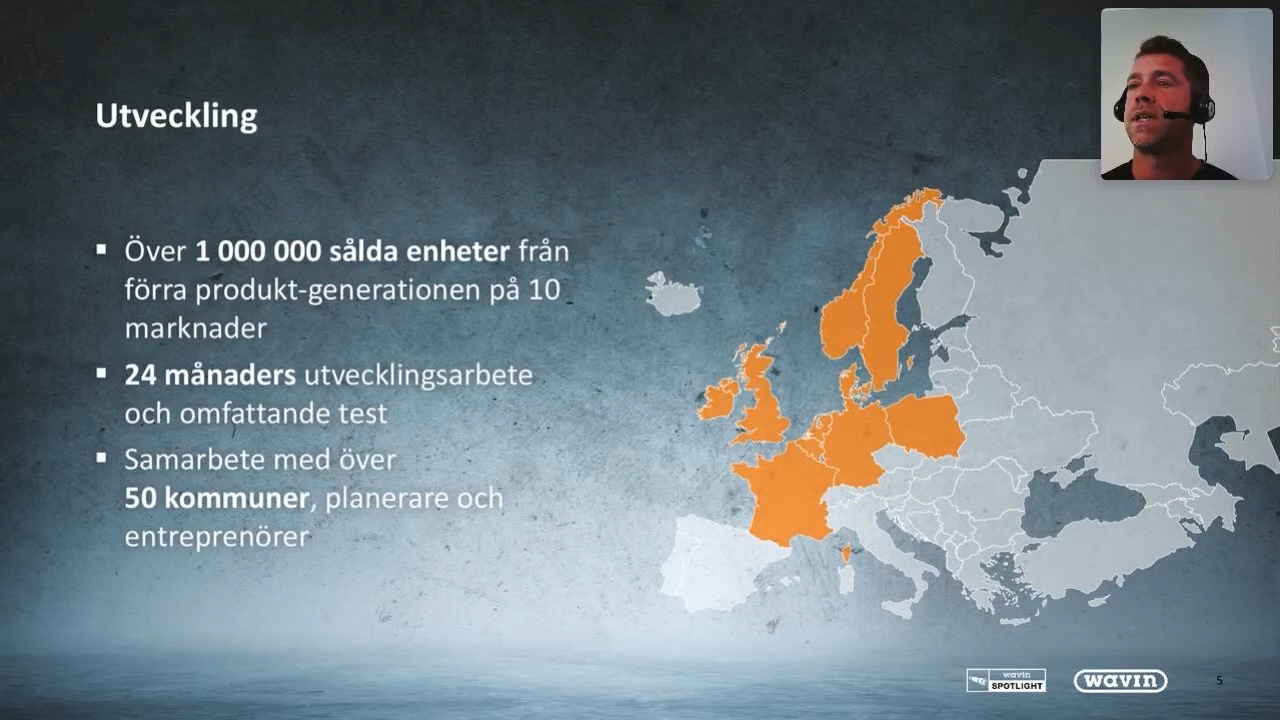 Utveckling
▪ Över 1 000 000 sålda enheter från
förra produkt-generationen på 10
marknader
▪ 24 månaders utvecklingsarbete
och omfattande test
▪ Samarbete med över
50 kommuner, planerare och
entreprenörer
wavin
SPOTLIGHT
wavin
5